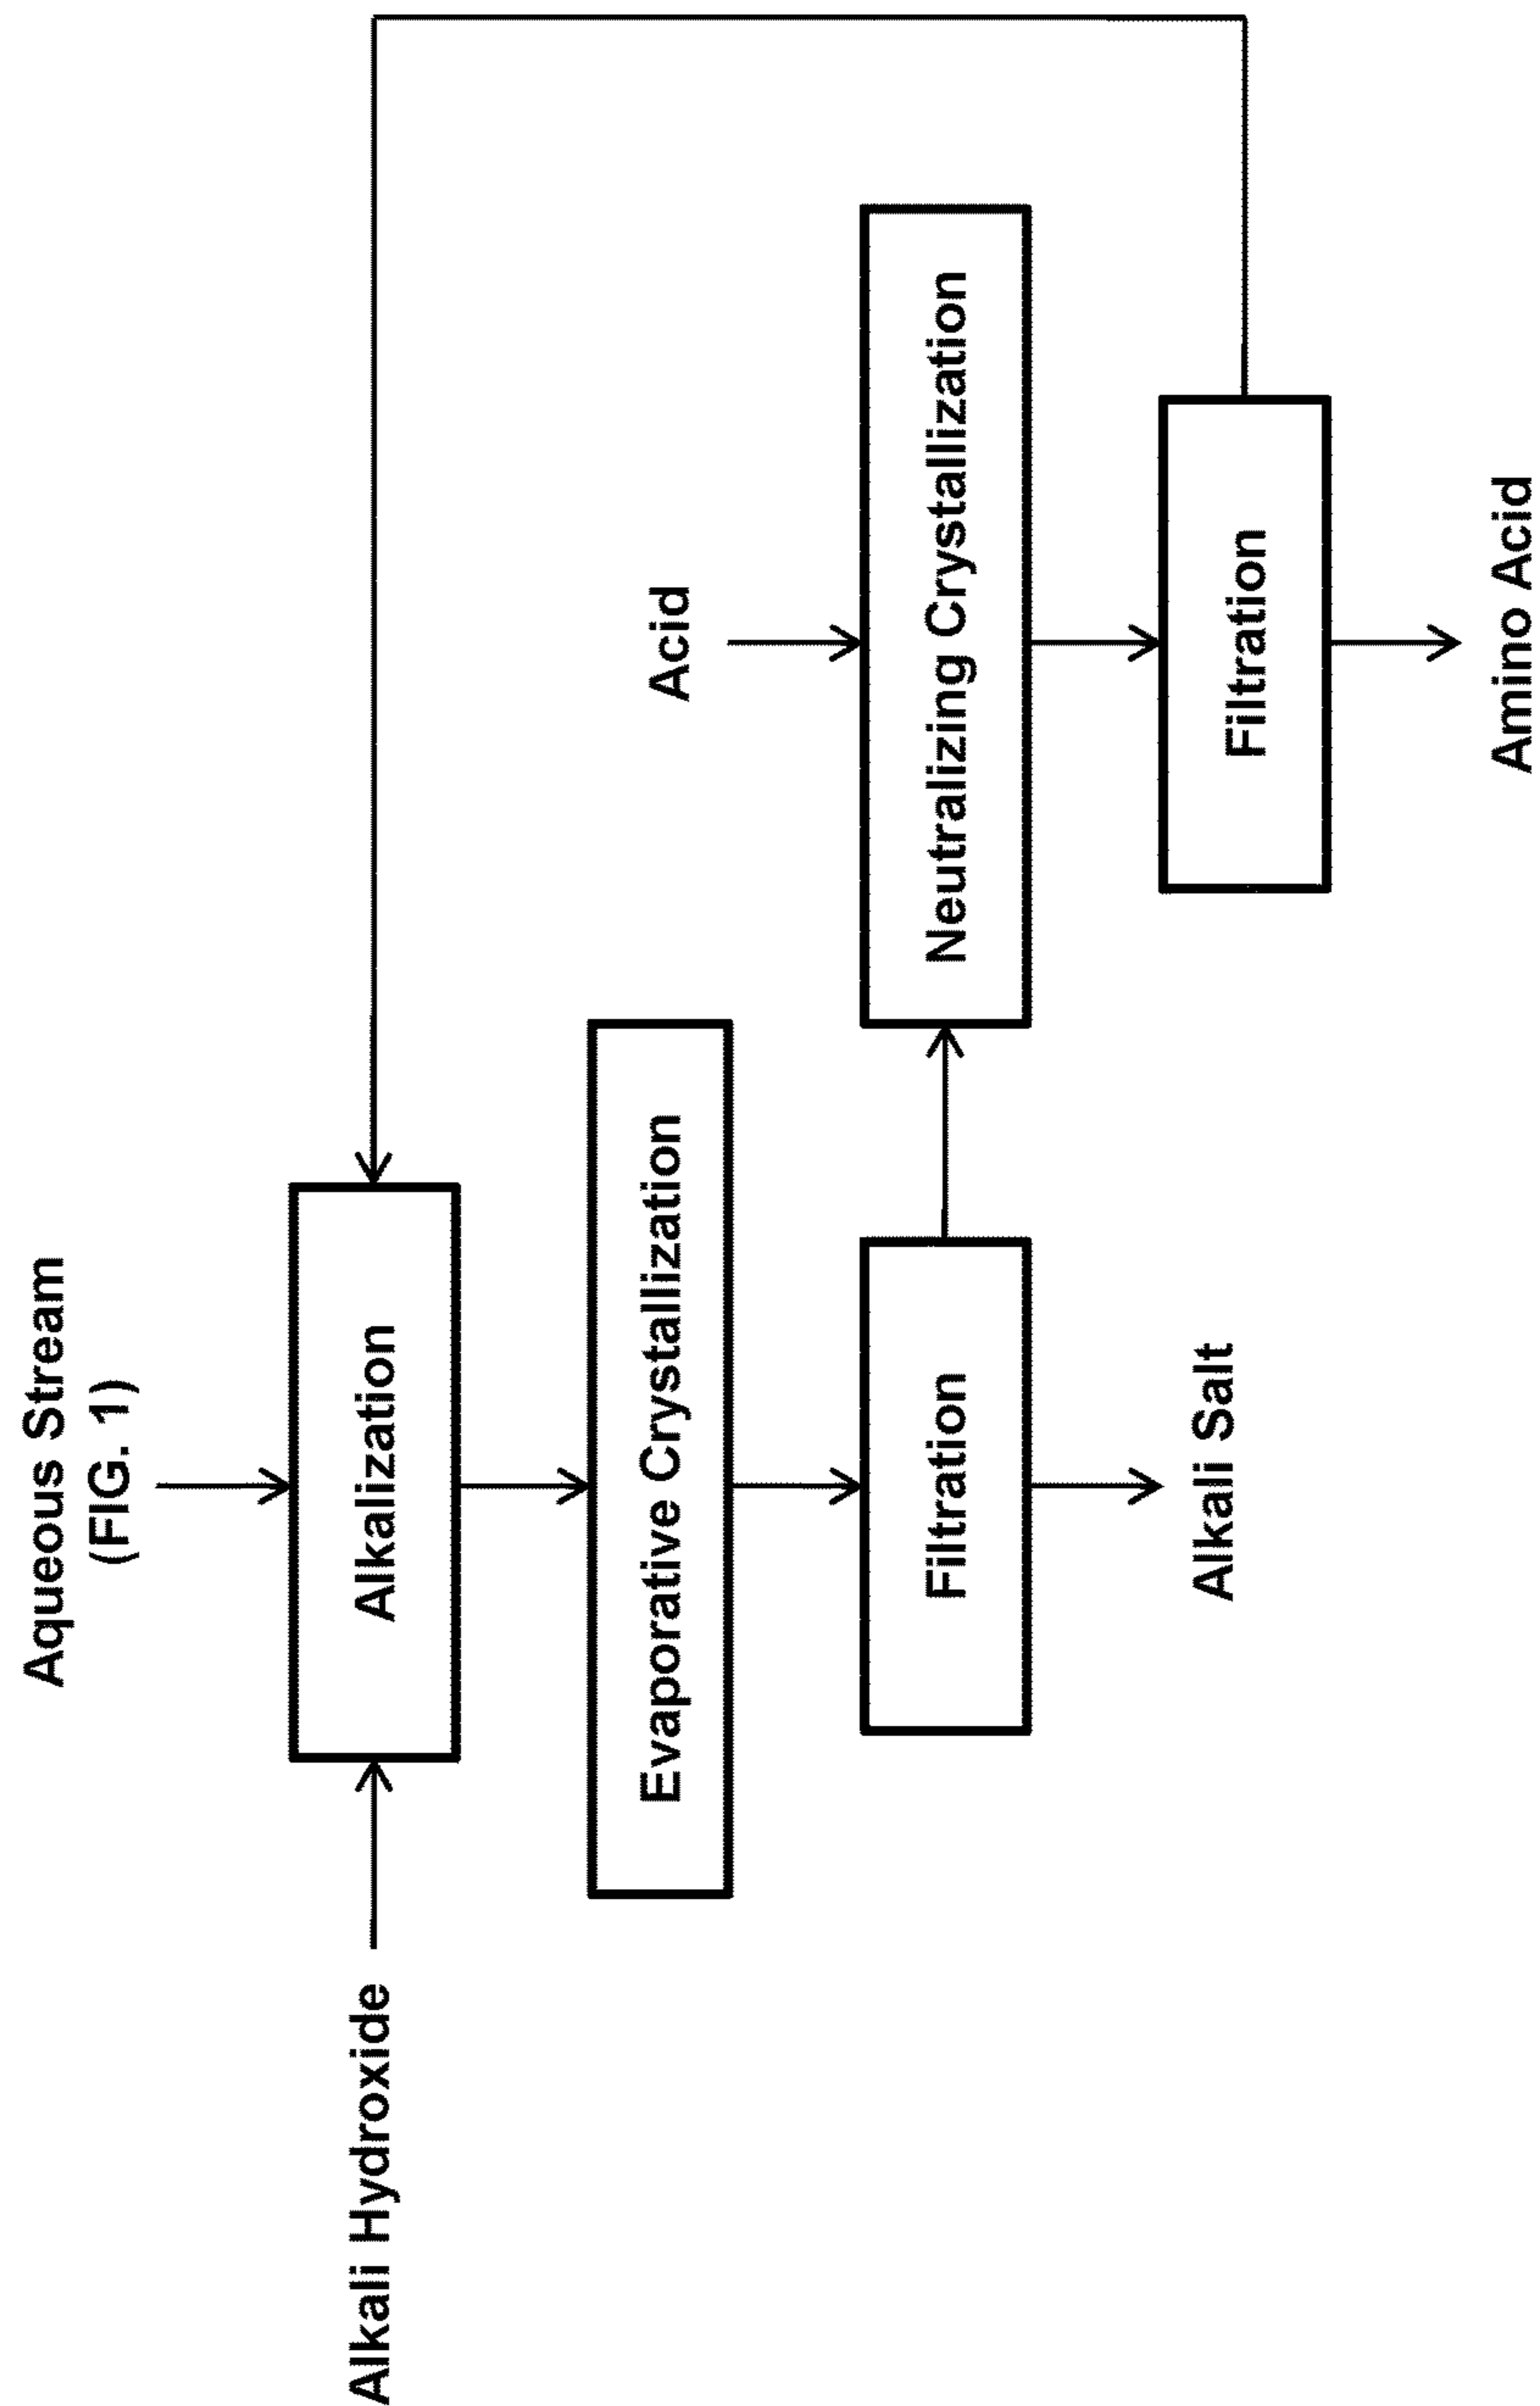 Aqueous Stream
(FIG. 1)
Alkali Hydroxide
Alkalization
Evaporative Crystallization
Acid
Filtration
Neutralizing Crystallization
Alkali Salt
Filtration
Amino Acid